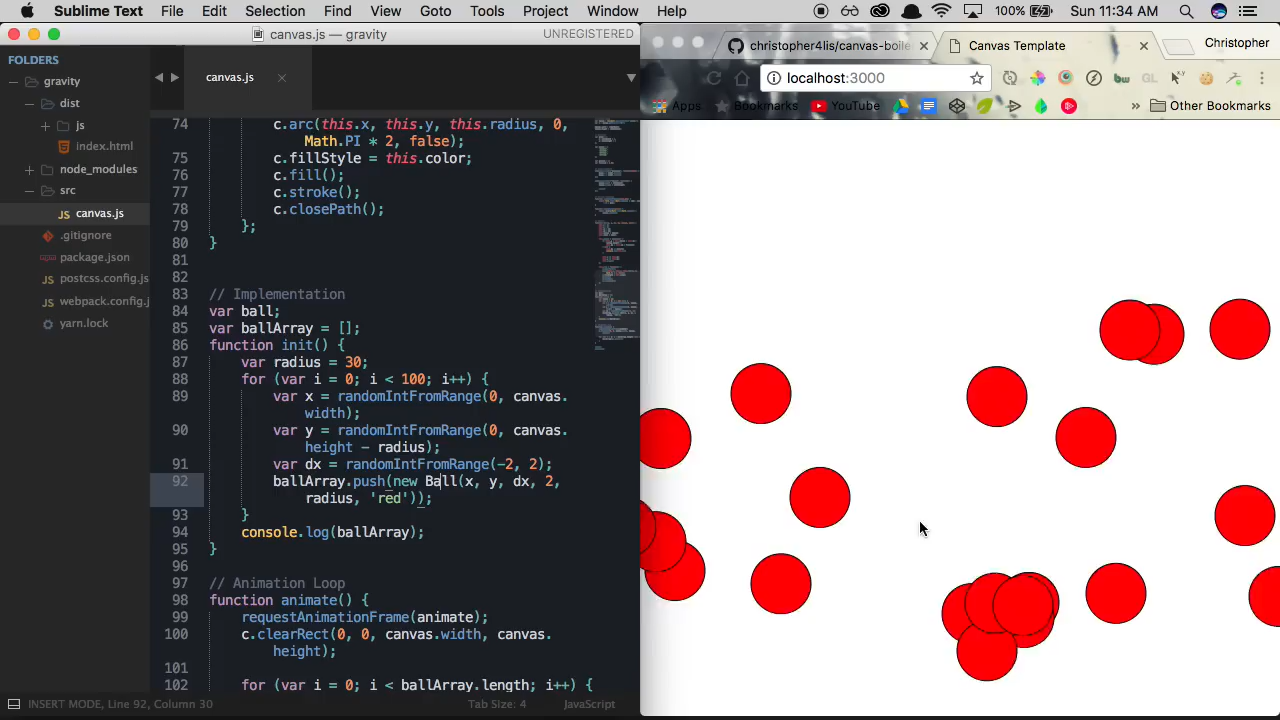 Sublime Text File Edit Selection Find View Goto Tools Project Window Help 100% Sun 11:34 AM
canvas.js — gravity UNREGISTERED
FOLDERS
gravity
dist
js
index.html
node_modules
src
canvas.js
.gitignore
package.json
postcss.config.js
webpack.config.j
yarn.lock
canvas.js
74 c.arc(this.x, this.y, this.radius, 0,
Math.PI * 2, false);
75 c.fillStyle = this.color;
76 c.fill();
77 c.stroke();
78 c.closePath();
79 };
80 }
81
82
83 // Implementation
84 var ball;
85 var ballArray = [];
86 function init() {
87 var radius = 30;
88 for (var i = 0; i < 100; i++) {
89 var x = randomIntFromRange(0, canvas.
width);
90 var y = randomIntFromRange(0, canvas.
height - radius);
91 var dx = randomIntFromRange(-2, 2);
92 ballArray.push(new Ball(x, y, dx, 2,
radius, 'red'));
93 }
94 console.log(ballArray);
95 }
96
97 // Animation Loop
98 function animate() {
99 requestAnimationFrame(animate);
100 c.clearRect(0, 0, canvas.width, canvas.
height);
101
102 for (var i = 0; i < ballArray.length; i++) {
INSERT MODE, Line 92, Column 30 Tab Size: 4 JavaScript
christopher4lis/canvas-boile Canvas Template Christopher
localhost:3000
Apps Bookmarks YouTube Other Bookmarks